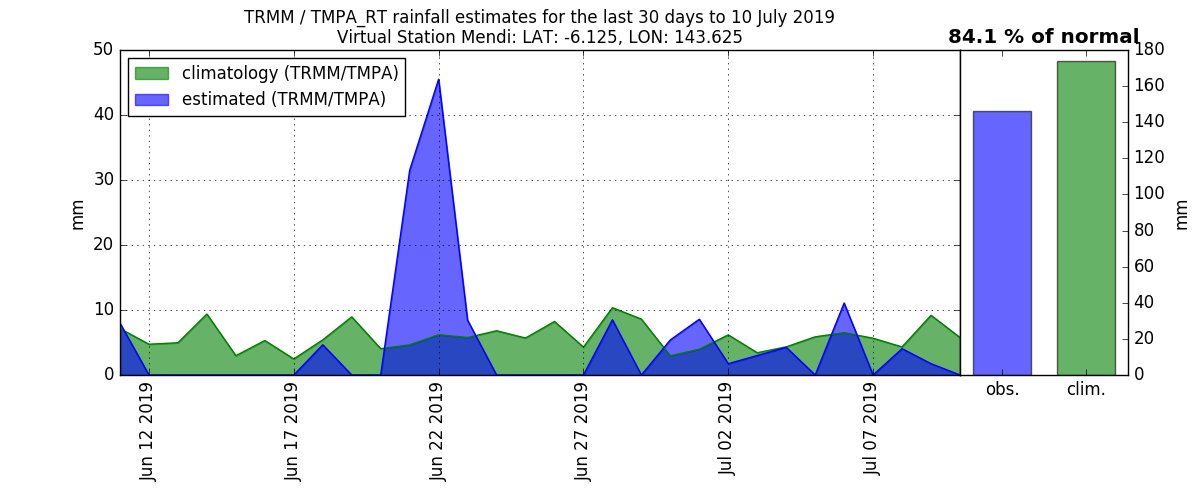 TRMM / TMPA_RT rainfall estimates for the last 30 days to 10 July 2019
Virtual Station Mendi: LAT: -6.125, LON: 143.625
84.1 % of normal
climatology (TRMM/TMPA)
estimated (TRMM/TMPA)
50
40
30
20
10
0
mm
Jun 12 2019
Jun 17 2019
Jun 22 2019
Jun 27 2019
Jul 02 2019
Jul 07 2019
obs.
clim.
180
160
140
120
100
80
60
40
20
0
mm